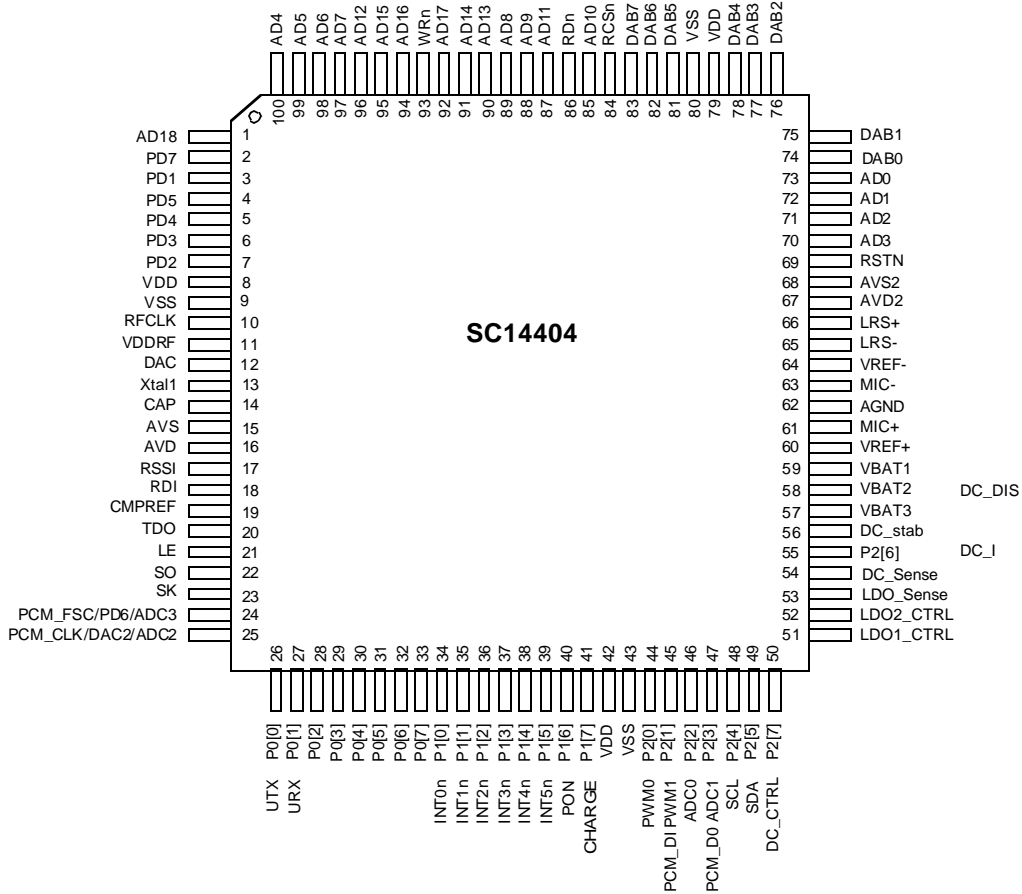 AD4 AD5 AD6 AD7 AD12 AD15 AD16 WRn AD17 AD14 AD13 AD8 AD9 AD11 RDn AD10 RCSn DAB7 DAB6 DAB5 VSS VDD DAB4 DAB3 DAB2
100 99 98 97 96 95 94 93 92 91 90 89 88 87 86 85 84 83 82 81 80 79 78 77 76
AD18 1 75 DAB1
PD7 2 74 DAB0
PD1 3 73 AD0
PD5 4 72 AD1
PD4 5 71 AD2
PD3 6 70 AD3
PD2 7 69 RSTN
VDD 8 68 AVS2
VSS 9 67 AVD2
RFCLK 10 66 LRS+
SC14404
VDDRF 11 65 LRS-
DAC 12 64 VREF-
Xtal1 13 63 MIC-
CAP 14 62 AGND
AVS 15 61 MIC+
AVD 16 60 VREF+
RSSI 17 59 VBAT1
RDI 18 58 VBAT2 DC_DIS
CMPREF 19 57 VBAT3
TDO 20 56 DC_stab
LE 21 55 P2[6] DC_I
SO 22 54 DC_Sense
SK 23 53 LDO_Sense
PCM_FSC/PD6/ADC3 24 52 LDO2_CTRL
PCM_CLK/DAC2/ADC2 25 51 LDO1_CTRL
26 27 28 29 30 31 32 33 34 35 36 37 38 39 40 41 42 43 44 45 46 47 48 49 50
P0[0] P0[1] P0[2] P0[3] P0[4] P0[5] P0[6] P0[7] P1[0] P1[1] P1[2] P1[3] P1[4] P1[5] P1[6] P1[7] VDD VSS P2[0] P2[1] P2[2] P2[3] P2[4] P2[5] P2[7]
UTX URX INT0n INT1n INT2n INT3n INT4n INT5n PON CHARGE PWM0 PCM_DI PWM1 ADC0 PCM_D0 ADC1 SCL SDA DC_CTRL